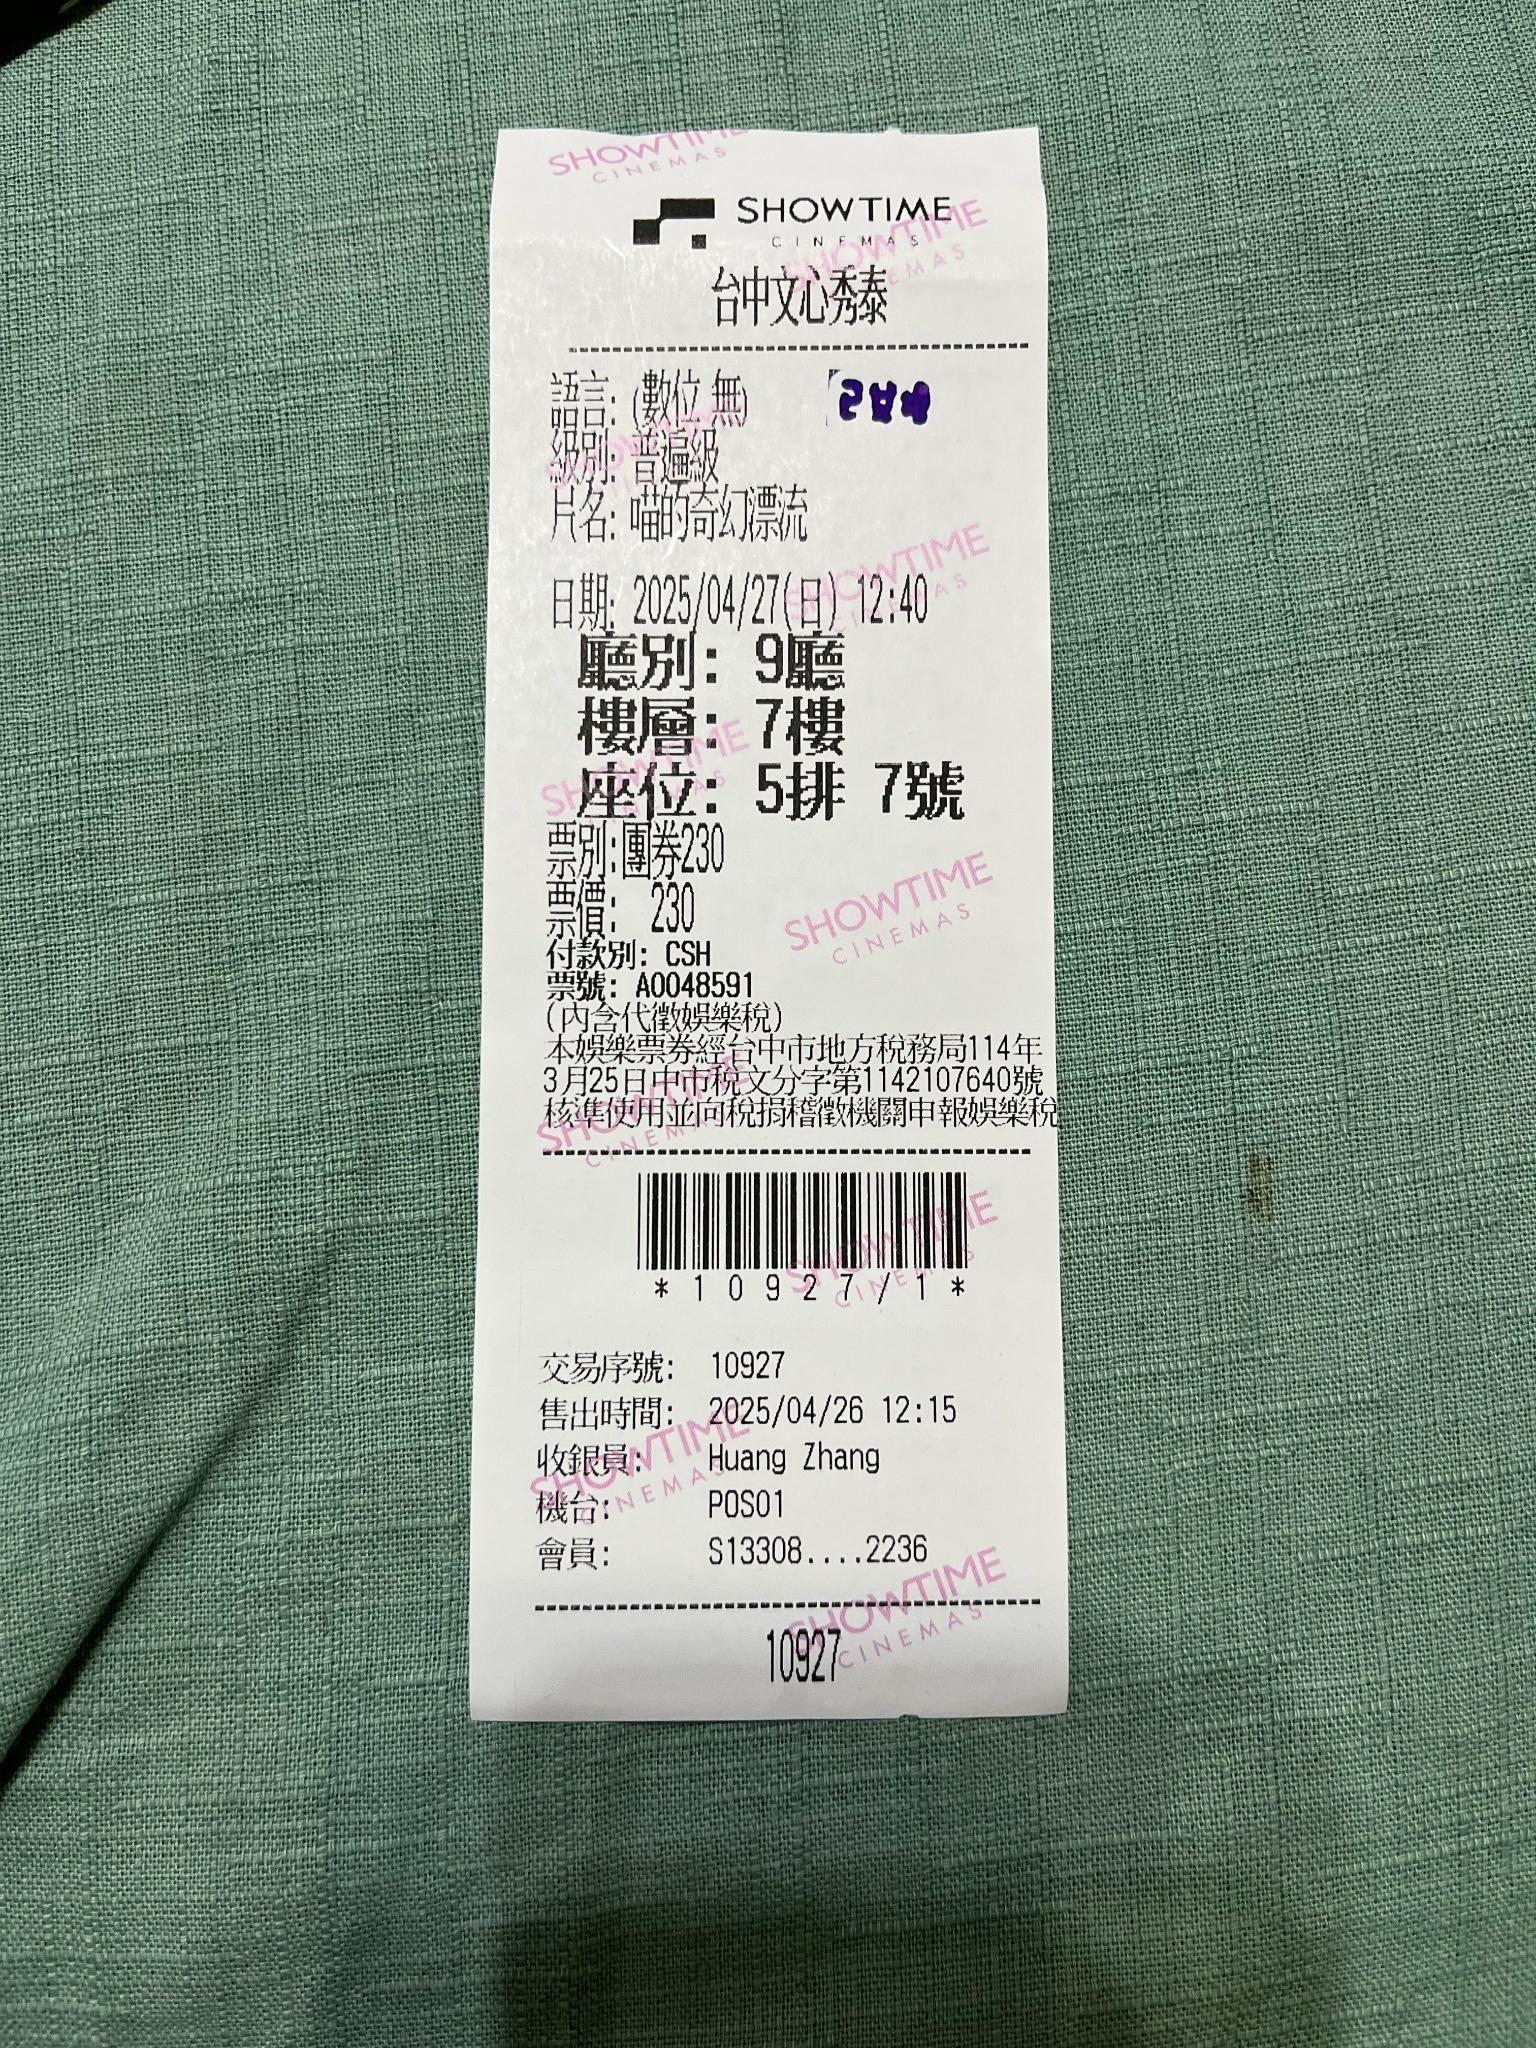 SHOWTIME
CINEMAS
SHOWTIME
CINEMAS
台中文心秀泰
語言: (數位 無)
級別: 普遍級
片名: 喵的奇幻漂流
日期: 2025/04/27(日) 12:40
廳別: 9廳
樓層: 7樓
座位: 5排 7號
票別:團券230
票價: 230
付款別: CSH
票號: A0048591
(內含代徵娛樂稅)
本娛樂票券經台中市地方稅務局114年
3月25日中市稅文分字第1142107640號
核準使用並向稅捐稽徵機關申報娛樂稅
SHOWTIME
CINEMAS
*10927/1*
交易序號: 10927
售出時間: 2025/04/26 12:15
收銀員: Huang Zhang
機台: POS01
會員: S13308....2236
10927